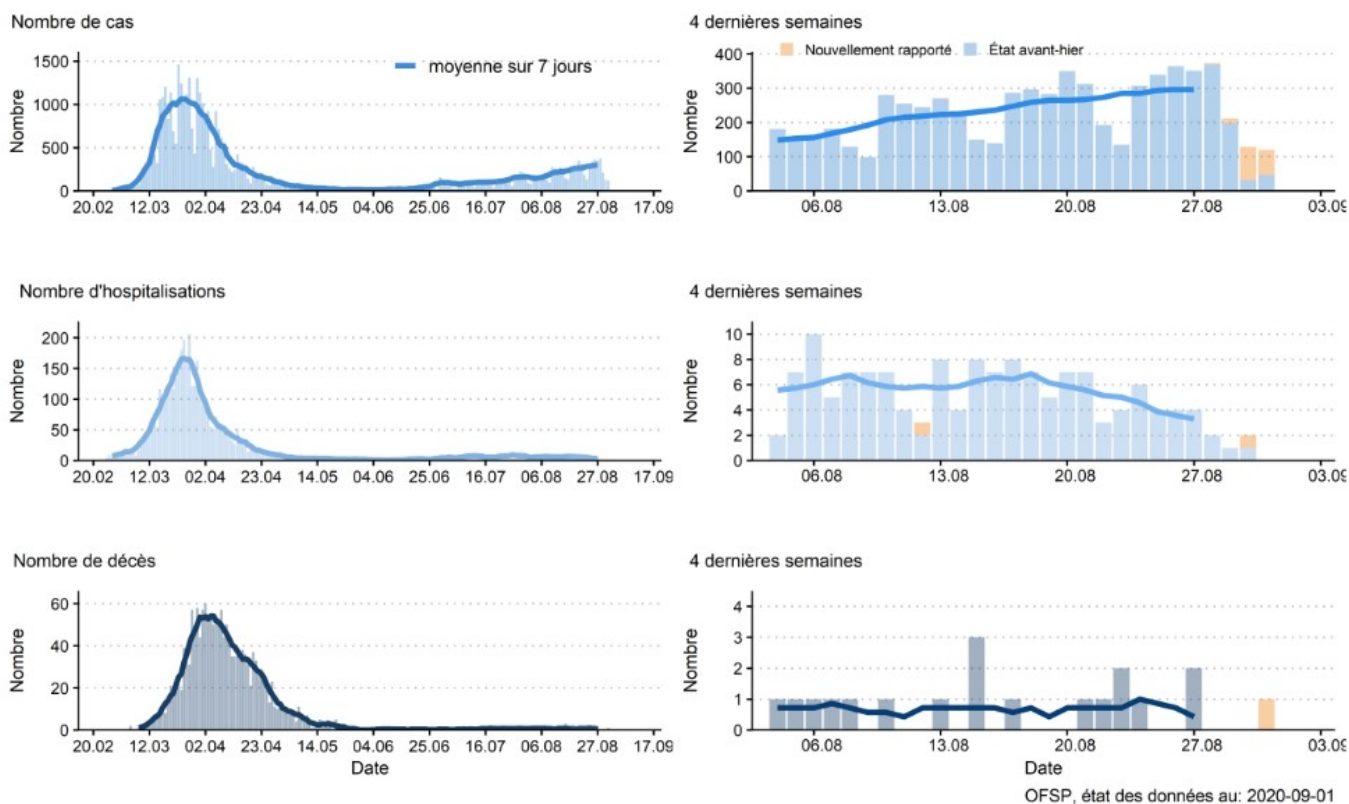 Nombre de cas
4 dernières semaines
1500
1000
500
0
Nombre
moyenne sur 7 jours
20.02 12.03 02.04 23.04 14.05 04.06 25.06 16.07 06.08 27.08 17.09
400
300
200
100
0
Nombre
Nouvellement rapporté État avant-hier
06.08 13.08 20.08 27.08 03.09
Nombre d'hospitalisations
4 dernières semaines
200
150
100
50
0
Nombre
20.02 12.03 02.04 23.04 14.05 04.06 25.06 16.07 06.08 27.08 17.09
10
8
6
4
2
0
Nombre
06.08 13.08 20.08 27.08 03.09
Nombre de décès
4 dernières semaines
60
40
20
0
Nombre
20.02 12.03 02.04 23.04 14.05 04.06 25.06 16.07 06.08 27.08 17.09
Date
4
3
2
1
0
Nombre
06.08 13.08 20.08 27.08 03.09
Date
OFSP, état des données au: 2020-09-01